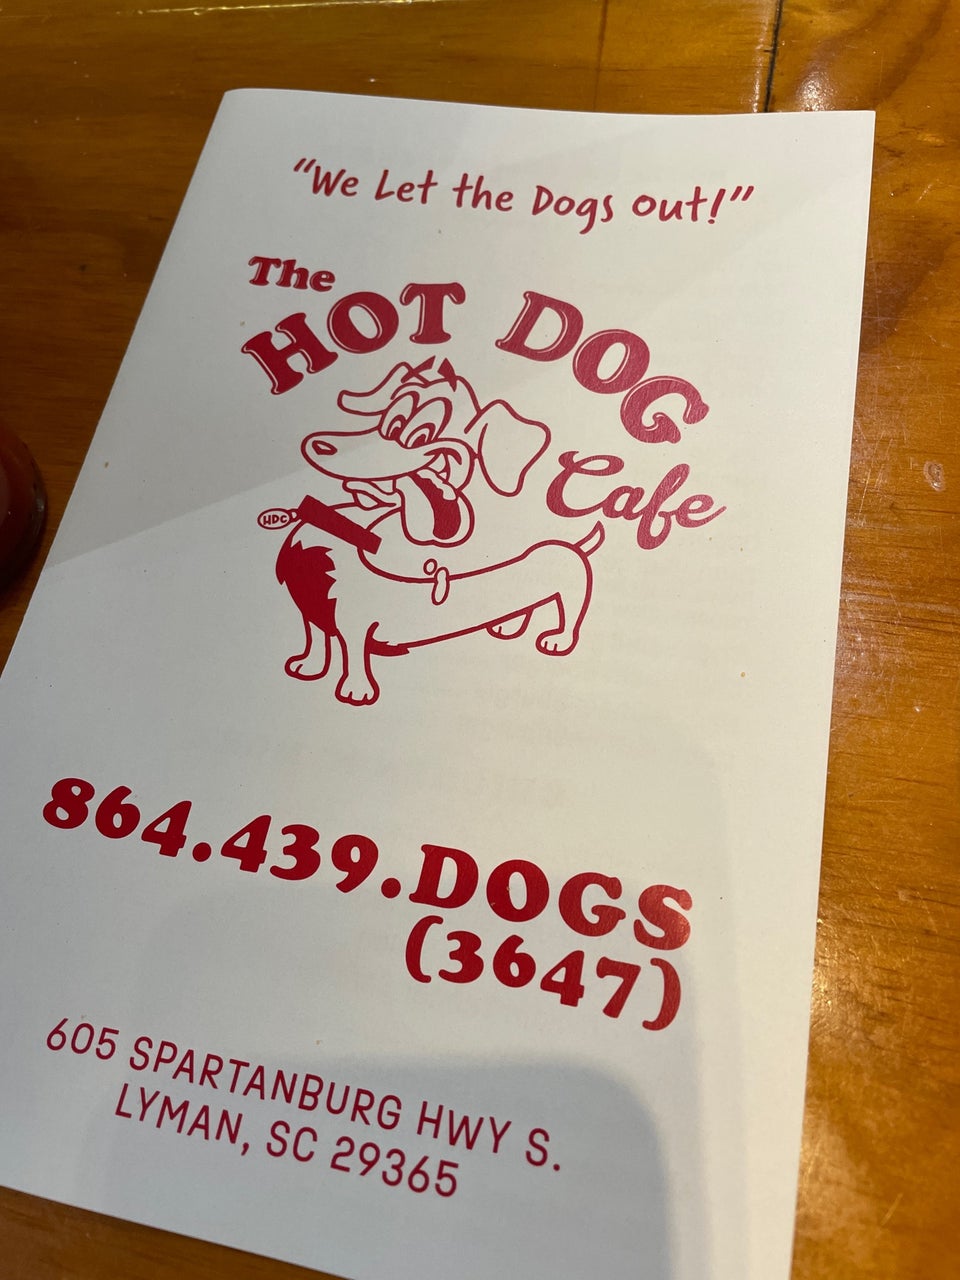 "We Let the Dogs out!"
The
HOT DOG
Cafe
HDC
864.439.DOGS
(3647)
605 SPARTANBURG HWY S.
LYMAN, SC 29365